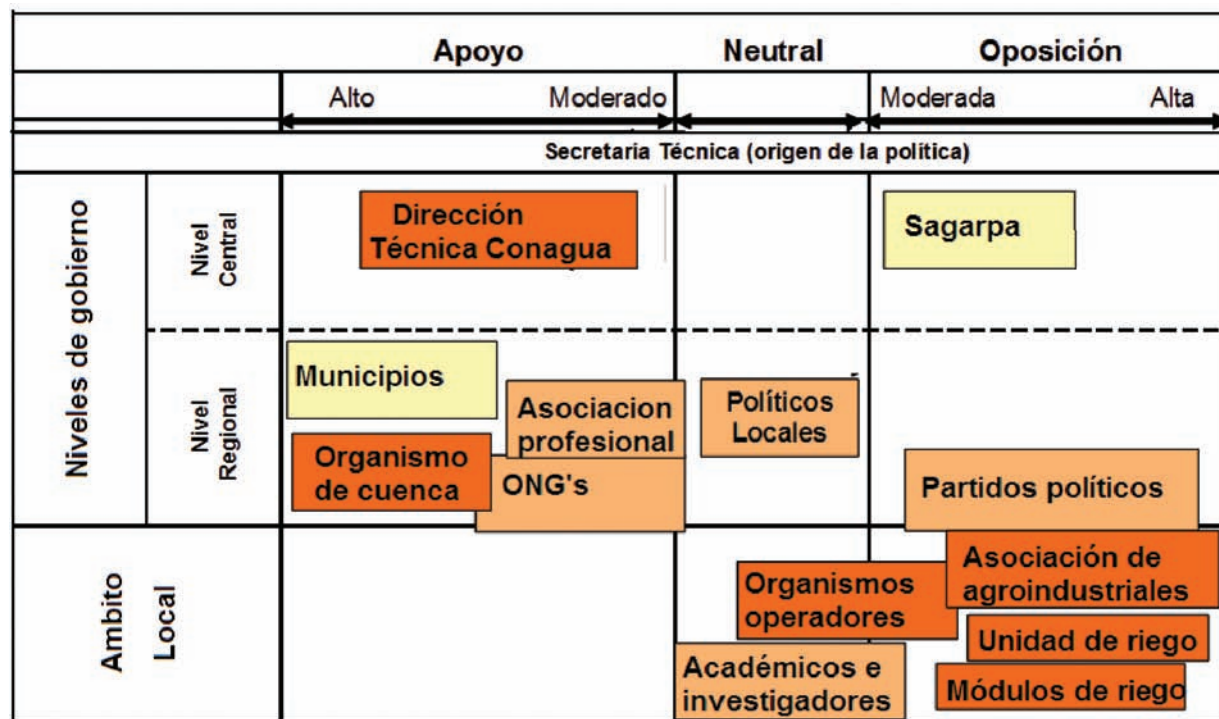 Apoyo
Neutral
Oposición
Alto
Moderado
Moderada
Alta
Secretaria Técnica (origen de la política)
Niveles de gobierno
Nivel
Central
Dirección
Técnica Conagua
Sagarpa
Nivel
Regional
Municipios
Asociacion
profesional
Organismo
de cuenca
ONG's
Políticos
Locales
Partidos políticos
Ambito
Local
Organismos
operadores
Académicos e
investigadores
Asociación de
agroindustriales
Unidad de riego
Módulos de riego